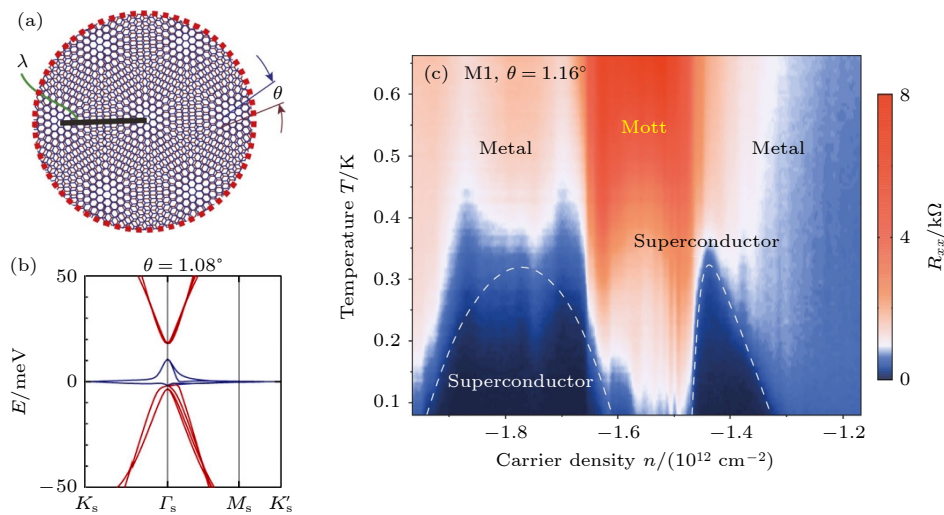 (a)
λ
θ
(b)
θ = 1.08°
50
0
−50
E/meV
Kₛ Γₛ Mₛ K′ₛ
(c) M1, θ = 1.16°
Mott
Metal Metal
Superconductor
Superconductor
0.6
0.5
0.4
0.3
0.2
0.1
Temperature T/K
−1.8 −1.6 −1.4 −1.2
Carrier density n/(10¹² cm⁻²)
8
4
0
Rₓₓ/kΩ